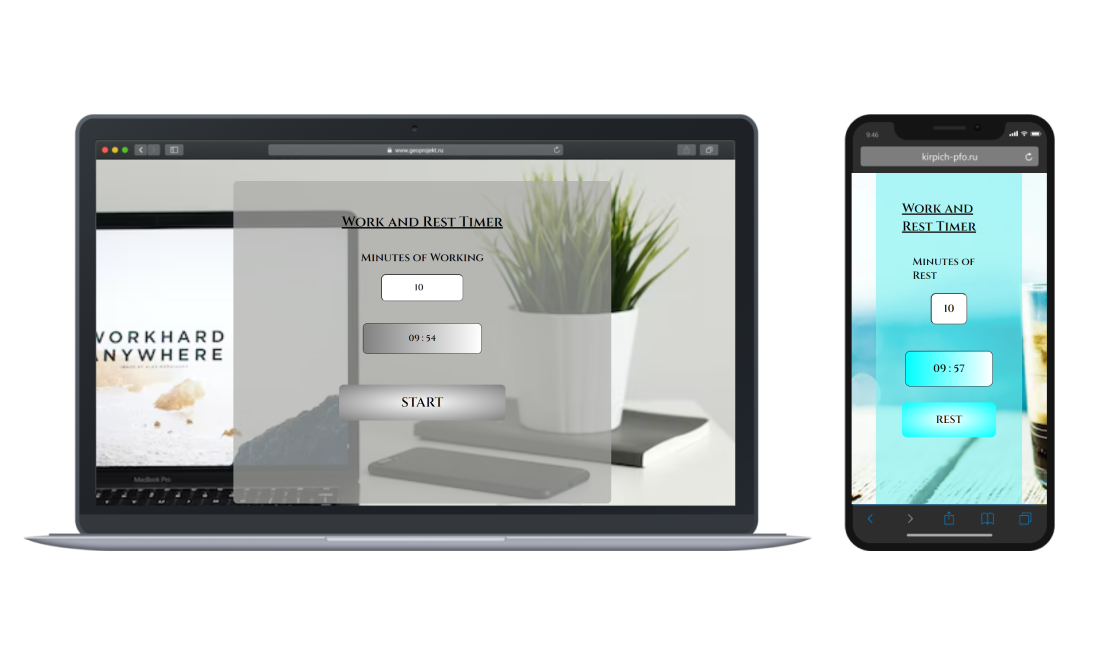 www.geoprojekt.ru
Work and Rest Timer
Minutes of Working
10
09 : 54
START
WORKHARD
ANYWHERE
MacBook Pro
9:46
kirpich-pfo.ru
Work and
Rest Timer
Minutes of
Rest
10
09 : 57
REST